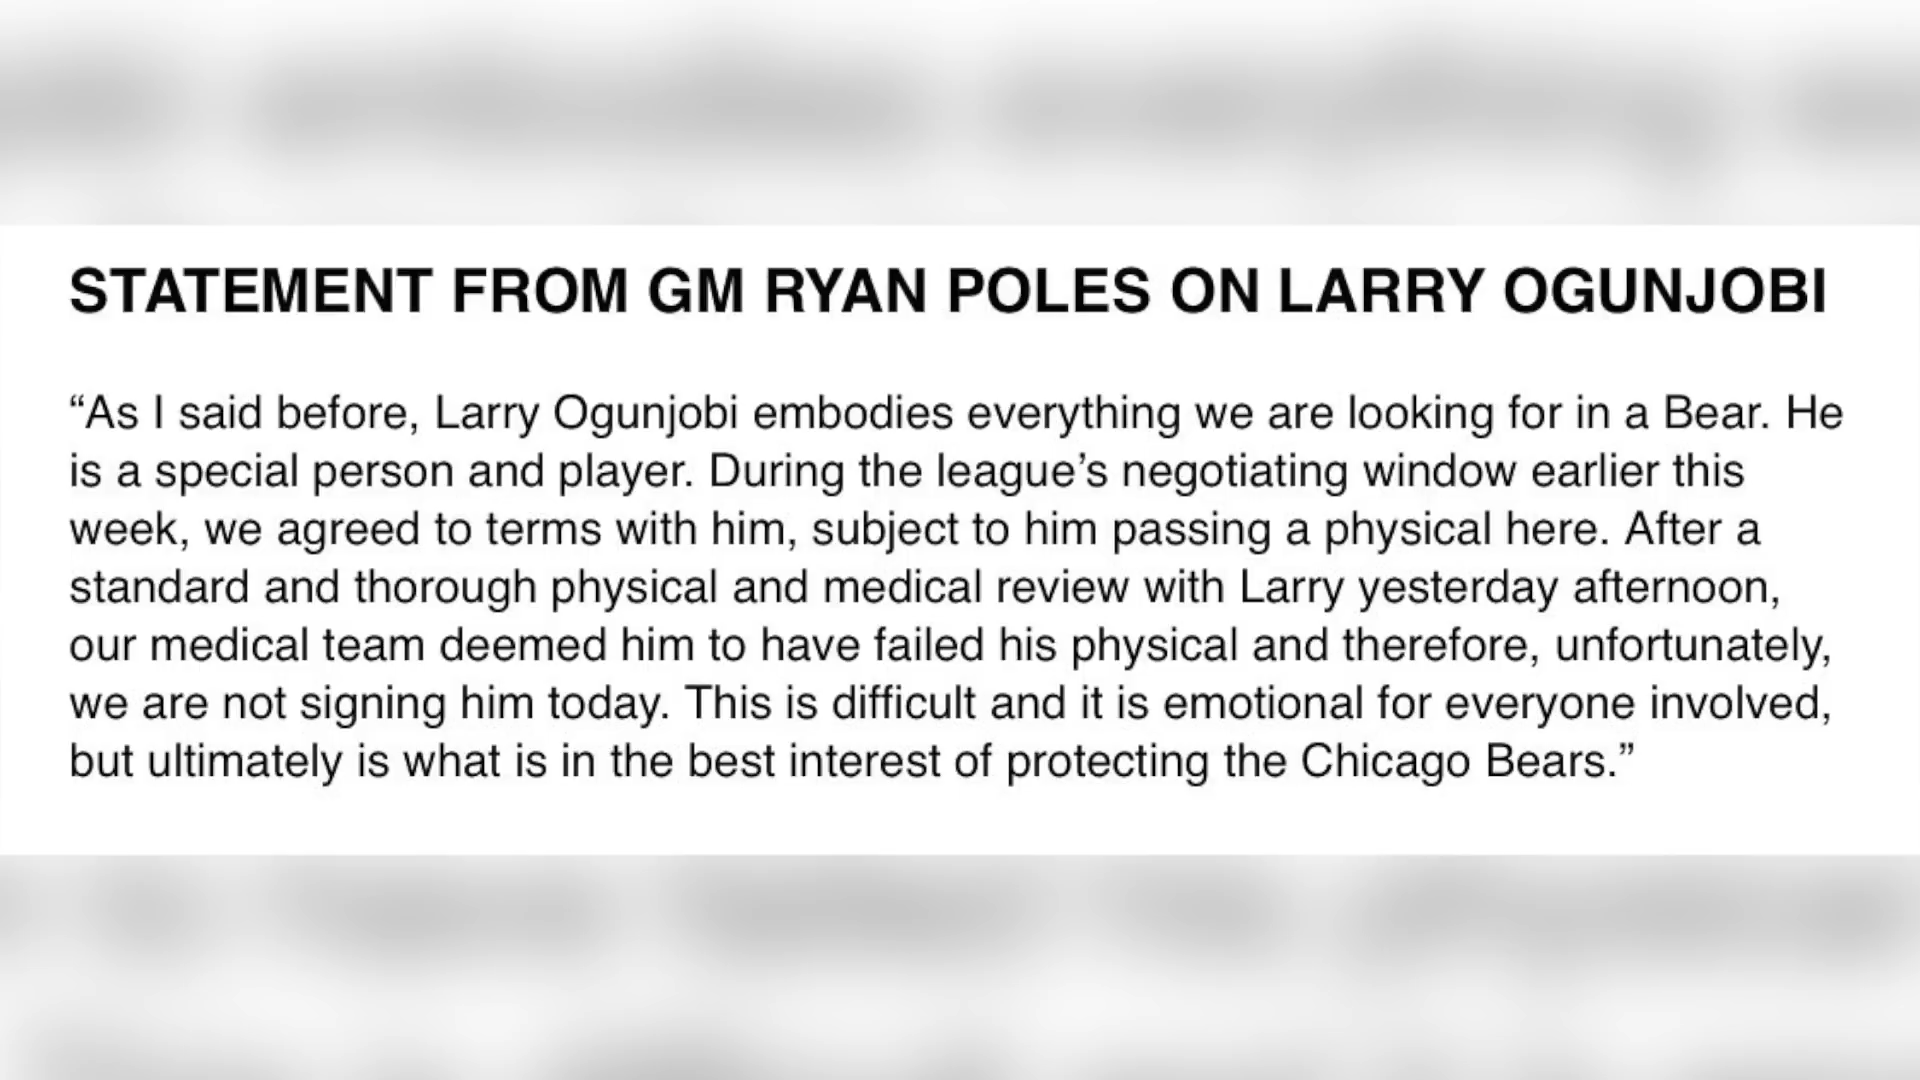 STATEMENT FROM GM RYAN POLES ON LARRY OGUNJOBI
“As I said before, Larry Ogunjobi embodies everything we are looking for in a Bear. He
is a special person and player. During the league’s negotiating window earlier this
week, we agreed to terms with him, subject to him passing a physical here. After a
standard and thorough physical and medical review with Larry yesterday afternoon,
our medical team deemed him to have failed his physical and therefore, unfortunately,
we are not signing him today. This is difficult and it is emotional for everyone involved,
but ultimately is what is in the best interest of protecting the Chicago Bears.”